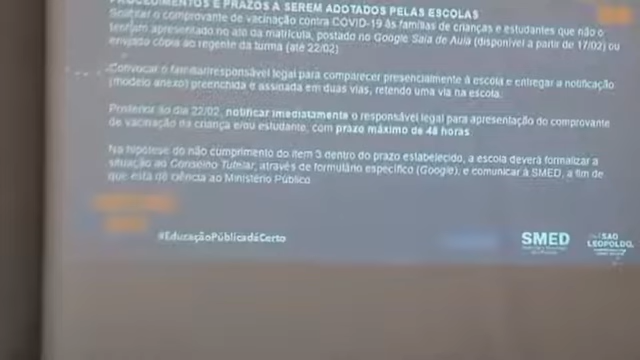 PROCEDIMENTOS E PRAZOS A SEREM ADOTADOS PELAS ESCOLAS
Solicitar o comprovante de vacinação contra COVID-19 às famílias de crianças e estudantes que não o
tenham apresentado no ato da matrícula, postado no Google Sala de Aula (disponível a partir de 17/02) ou
enviado cópia ao regente da turma (até 22/02)
Convocar o familiar/responsável legal para comparecer presencialmente à escola e entregar a notificação
(modelo anexo) preenchida e assinada em duas vias, retendo uma via na escola.
Posterior ao dia 22/02, notificar imediatamente o responsável legal para apresentação do comprovante
de vacinação da criança e/ou estudante, com prazo máximo de 48 horas.
Na hipótese do não cumprimento do item 3 dentro do prazo estabelecido, a escola deverá formalizar a
situação ao Conselho Tutelar, através de formulário específico (Google), e comunicar à SMED, a fim de
que esta dê ciência ao Ministério Público.
#EducaçãoPúblicadáCerto
SMED
SÃO
LEOPOLDO